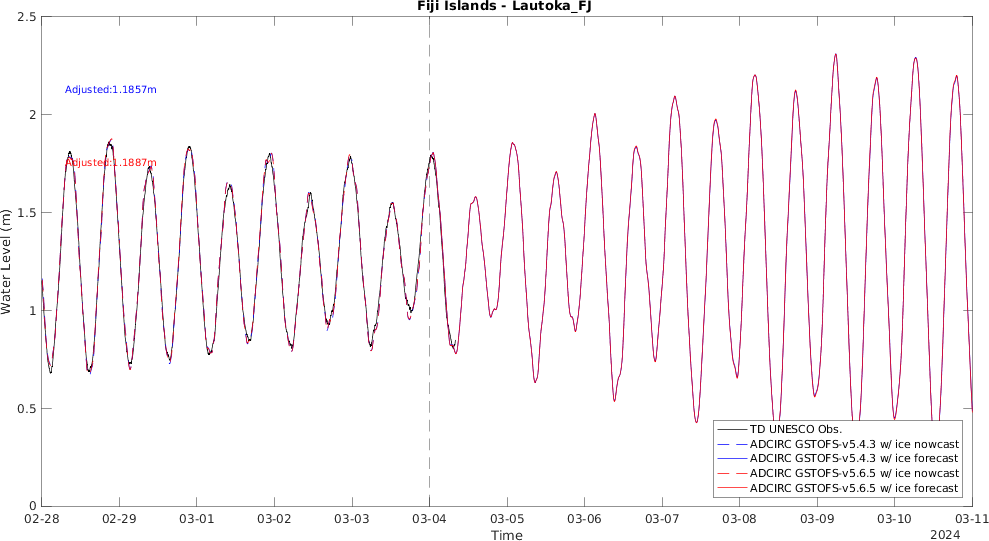 Fiji Islands - Lautoka_FJ
2.5
Adjusted:1.1857m
2
Adjusted:1.1887m
1.5
Water Level (m)
1
0.5
TD UNESCO Obs.
ADCIRC GSTOFS-v5.4.3 w/ ice nowcast
ADCIRC GSTOFS-v5.4.3 w/ ice forecast
ADCIRC GSTOFS-v5.6.5 w/ ice nowcast
ADCIRC GSTOFS-v5.6.5 w/ ice forecast
0
02-28 02-29 03-01 03-02 03-03 03-04 03-05 03-06 03-07 03-08 03-09 03-10 03-11
Time 2024